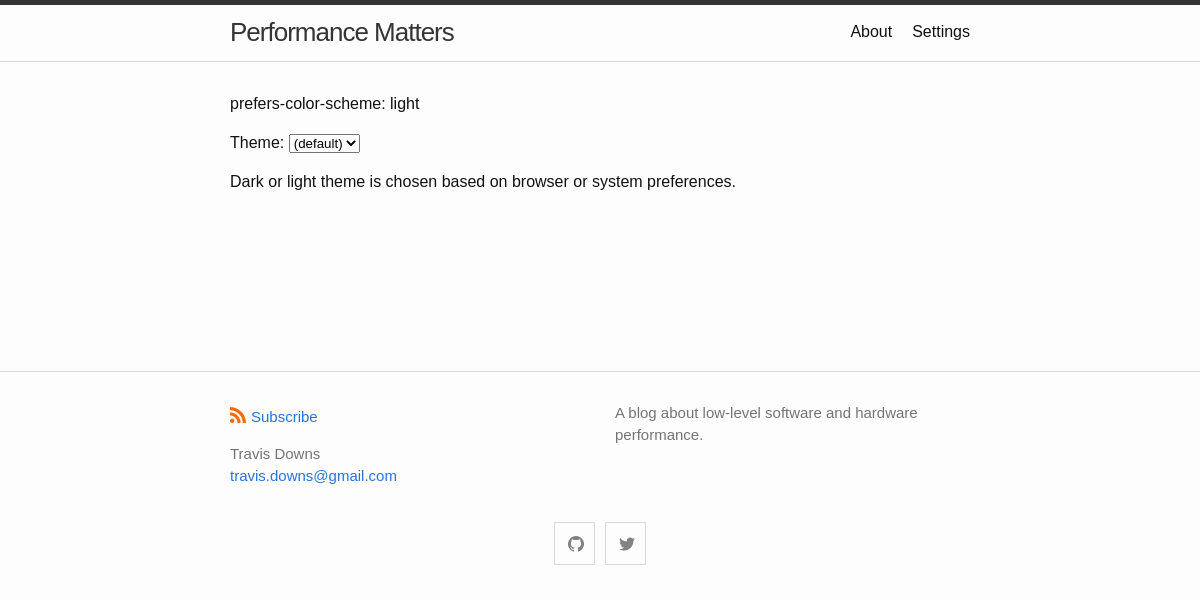 Performance Matters
About Settings
prefers-color-scheme: light
Theme: (default)
Dark or light theme is chosen based on browser or system preferences.
Subscribe
Travis Downs
travis.downs@gmail.com
A blog about low-level software and hardware
performance.